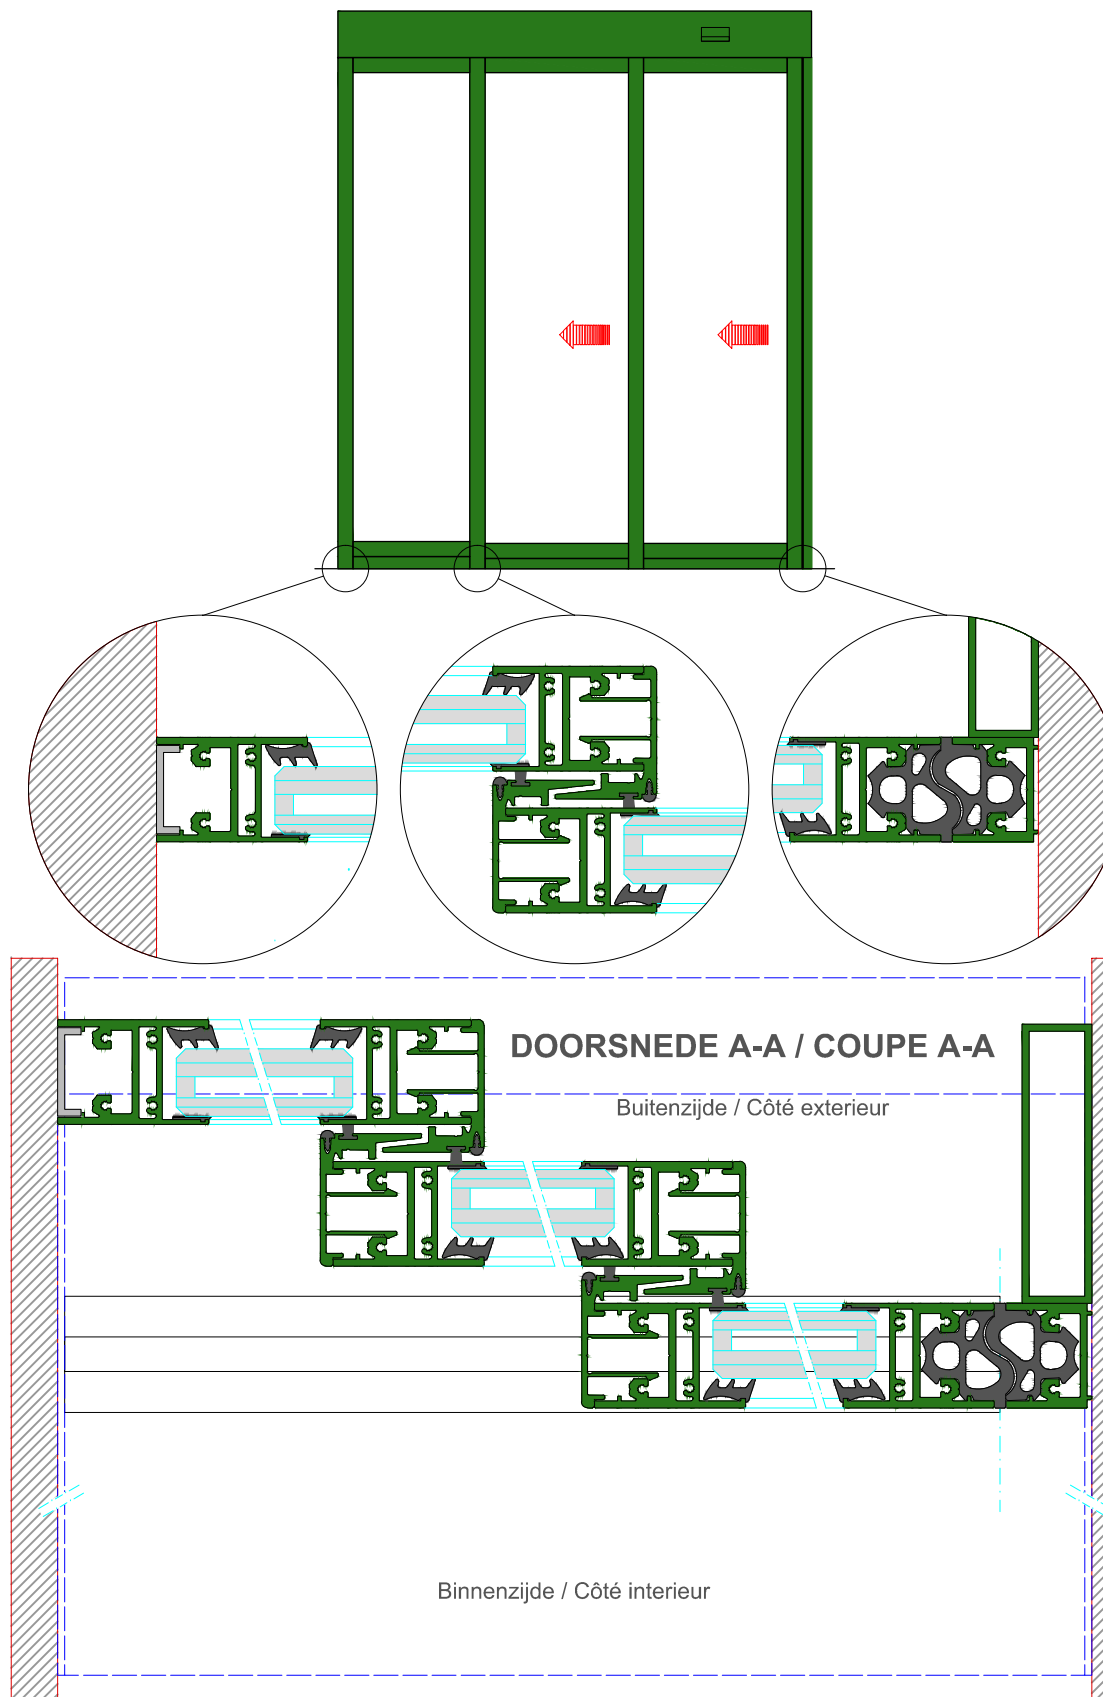 DOORSNEDE A-A / COUPE A-A
Buitenzijde / Côté exterieur
Binnenzijde / Côté interieur